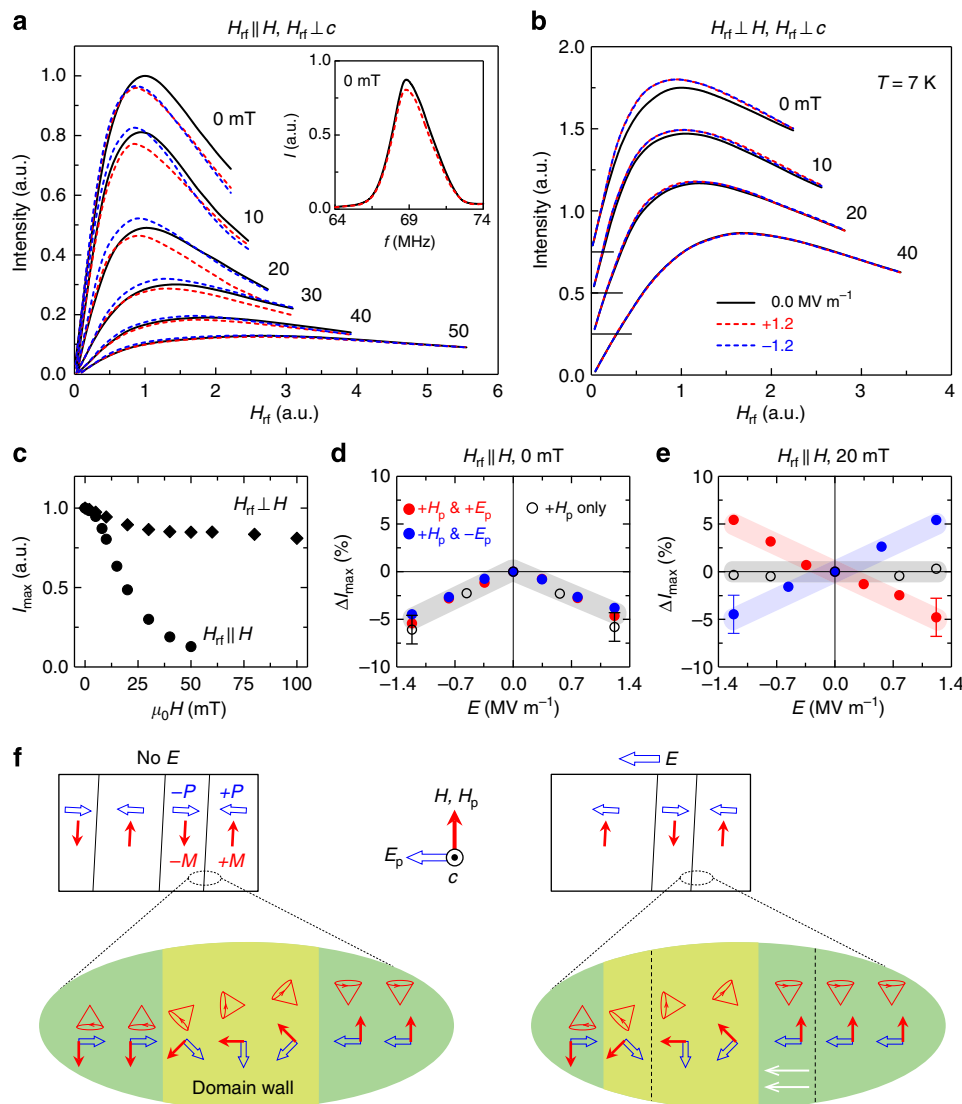 a
H_rf ∥ H, H_rf ⊥ c
Intensity (a.u.)
1.0
0.8
0.6
0.4
0.2
0
0 mT
10
20
30
40
50
0 1 2 3 4 5 6
H_rf (a.u.)
0 mT
I (a.u.)
1.0
0.5
0.0
64 69 74
f (MHz)
b
H_rf ⊥ H, H_rf ⊥ c
T = 7 K
Intensity (a.u.)
2.0
1.5
1.0
0.5
0.0
0 mT
10
20
40
0.0 MV m⁻¹
+1.2
−1.2
0 1 2 3 4
H_rf (a.u.)
c
I_max (a.u.)
1.0
0.5
0.0
H_rf ⊥ H
H_rf ∥ H
0 25 50 75 100
μ₀H (mT)
d
H_rf ∥ H, 0 mT
ΔI_max (%)
10
5
0
−5
−10
+H_p & +E_p
+H_p & −E_p
+H_p only
−1.4 −0.7 0.0 0.7 1.4
E (MV m⁻¹)
e
H_rf ∥ H, 20 mT
ΔI_max (%)
10
5
0
−5
−10
−1.4 −0.7 0.0 0.7 1.4
E (MV m⁻¹)
f
No E
−P +P
−M +M
H, H_p
E_p
c
E
Domain wall